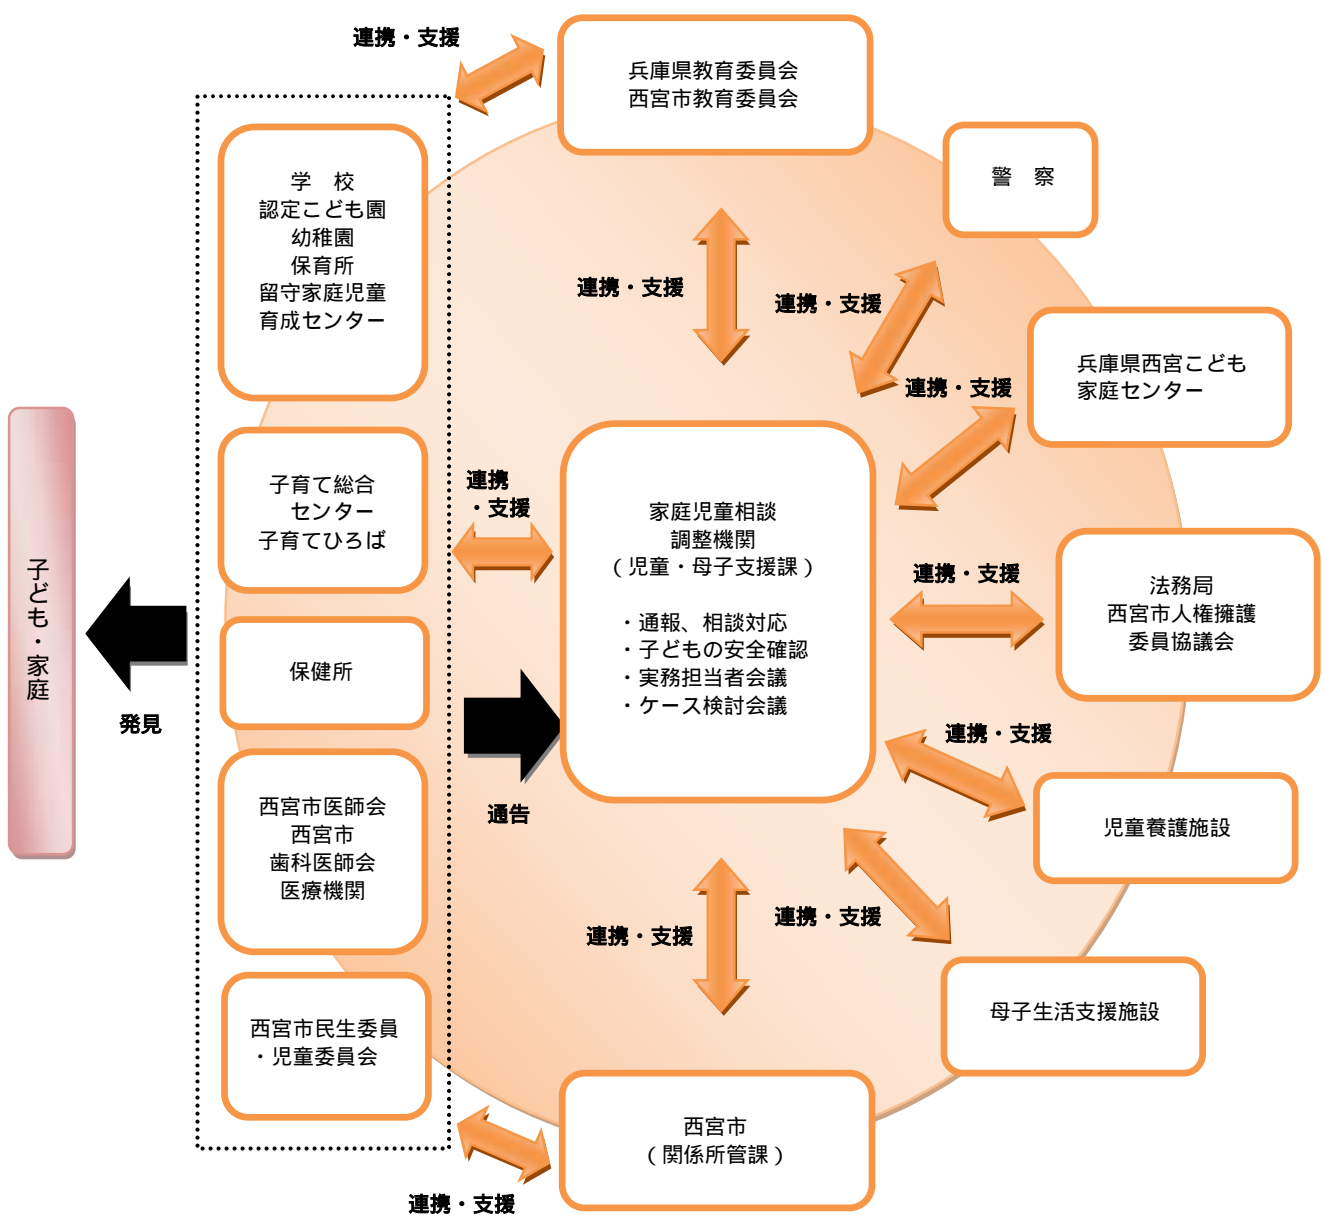 連携・支援
兵庫県教育委員会
西宮市教育委員会
警　察
学　校
認定こども園
幼稚園
保育所
留守家庭児童
育成センター
連携・支援
連携・支援
兵庫県西宮こども
家庭センター
連携・支援
子育て総合
センター
子育てひろば
連携
・支援
家庭児童相談
調整機関
(児童・母子支援課)
・通報、相談対応
・子どもの安全確認
・実務担当者会議
・ケース検討会議
連携・支援
法務局
西宮市人権擁護
委員協議会
子ども・家庭
発見
保健所
通告
連携・支援
児童養護施設
西宮市医師会
西宮市
歯科医師会
医療機関
連携・支援
連携・支援
母子生活支援施設
西宮市民生委員
・児童委員会
西宮市
(関係所管課)
連携・支援